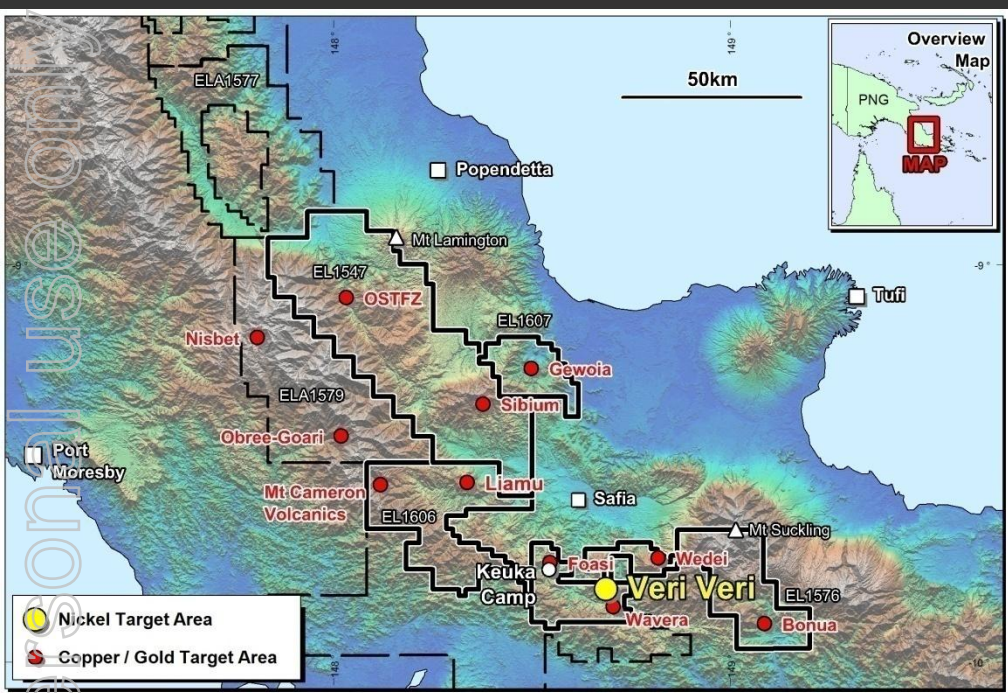 For personal use only
148°
149°
50km
Overview
Map
PNG
MAP
ELA1577
Popendetta
Mt Lamington
-9
-9°
EL1547
OSTFZ
Tufi
EL1607
Nisbet
Gewoia
ELA1579
Sibium
Obree-Goari
Port
Moresby
Mt Cameron
Volcanics
Liamu
EL1606
Safia
Mt Suckling
Foasi
Wedei
Keuka
Camp
Veri Veri
EL1576
Wavera
Bonua
Nickel Target Area
Copper / Gold Target Area
148
149
-10